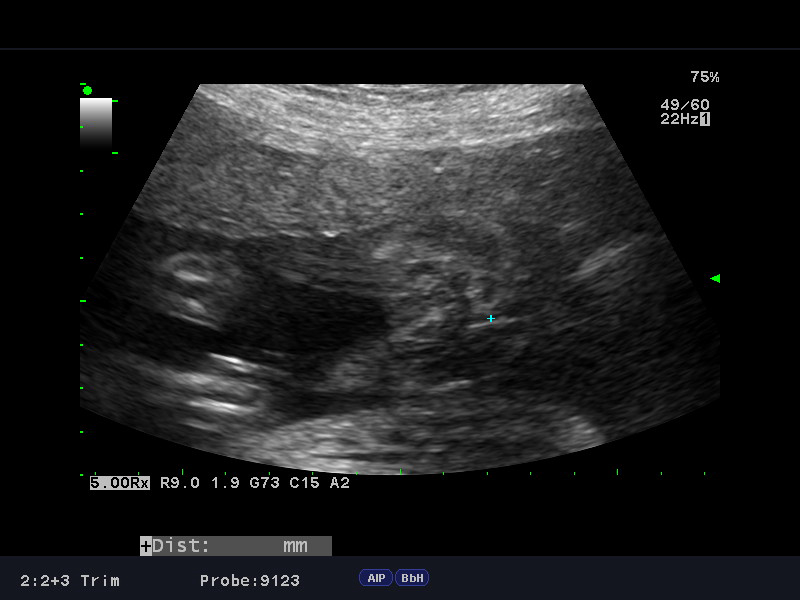 75%
49/60
22Hz1
5.00Rx R9.0 1.9 G73 C15 A2
+Dist: mm
2:2+3 Trim Probe:9123 AIP BbH